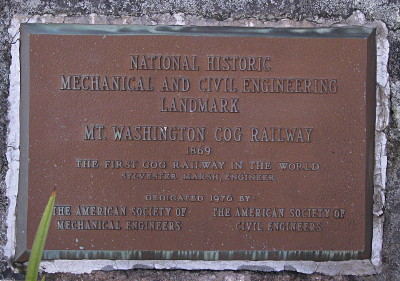 NATIONAL HISTORIC
MECHANICAL AND CIVIL ENGINEERING
LANDMARK
MT. WASHINGTON COG RAILWAY
1869
THE FIRST COG RAILWAY IN THE WORLD
SYLVESTER MARSH, ENGINEER
DEDICATED 1976 BY
THE AMERICAN SOCIETY OF
MECHANICAL ENGINEERS
THE AMERICAN SOCIETY OF
CIVIL ENGINEERS